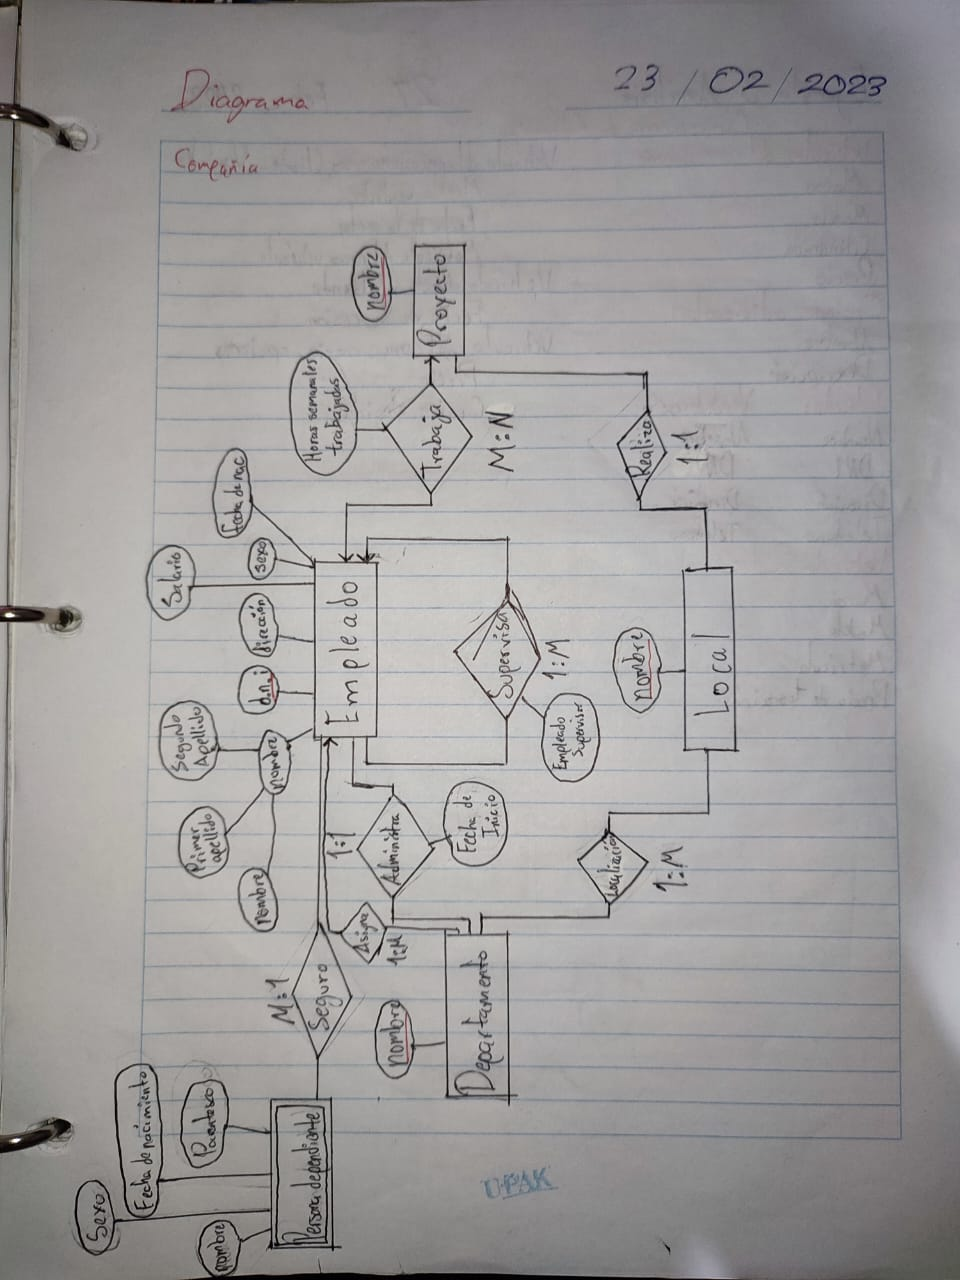 Diagrama
23/02/2023
Compañía
nombre
Proyecto
Horas semanales
trabajadas
Trabaja
M:N
Realiza
1:1
Fecha de nac
Sexo
Salario
dirección
d.n.i
Empleado
Supervisa
1:M
Empleado
Supervisor
nombre
Local
Segundo
Apellido
nombre
Primer
apellido
nombre
1:1
Administra
Fecha de
Inicio
Localización
1:M
Asigna
1:M
M:1
Seguro
nombre
Departamento
Parentesco
Fecha de nacimiento
Sexo
nombre
Persona dependiente
UPAK